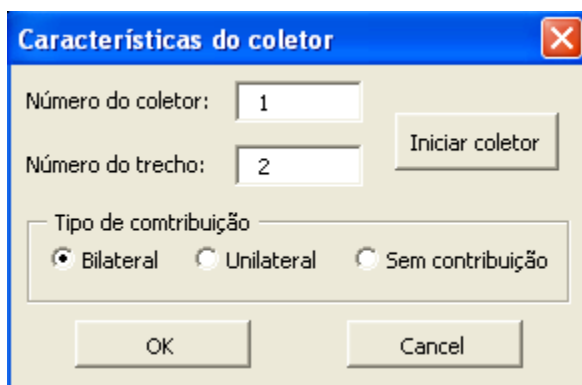 Características do coletor
Número do coletor: 1
Iniciar coletor
Número do trecho: 2
Tipo de comtribuição
Bilateral Unilateral Sem contribuição
OK Cancel